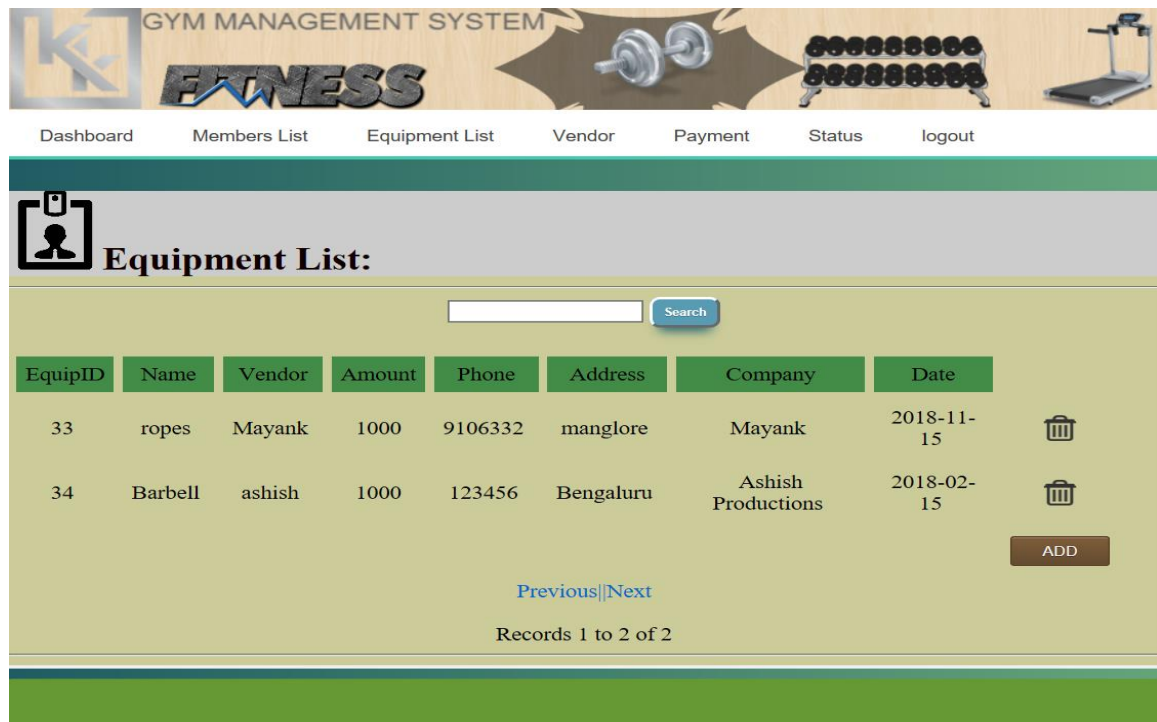 GYM MANAGEMENT SYSTEM
FITNESS
Dashboard Members List Equipment List Vendor Payment Status logout
Equipment List:
Search
EquipID Name Vendor Amount Phone Address Company Date
33 ropes Mayank 1000 9106332 manglore Mayank 2018-11-
15
34 Barbell ashish 1000 123456 Bengaluru Ashish
Productions 2018-02-
15
ADD
Previous||Next
Records 1 to 2 of 2